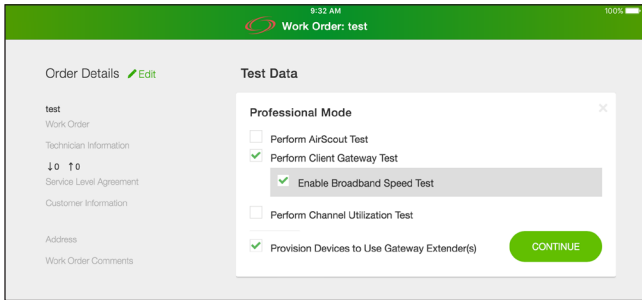 9:32 AM
100%
Work Order: test
Order Details Edit
test
Work Order
Technician Information
↓0 ↑0
Service Level Agreement
Customer Information
Address
Work Order Comments
Test Data
Professional Mode
Perform AirScout Test
Perform Client Gateway Test
Enable Broadband Speed Test
Perform Channel Utilization Test
Provision Devices to Use Gateway Extender(s)
CONTINUE